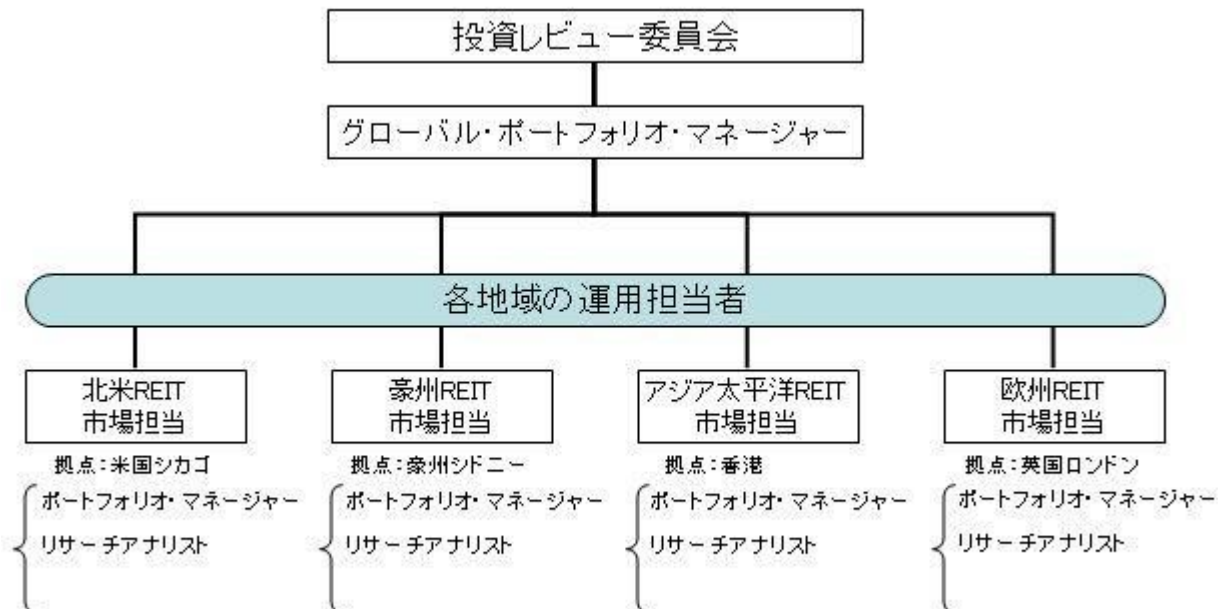 投資レビュー委員会
グローバル・ポートフォリオ・マネージャー
各地域の運用担当者
北米REIT
市場担当
拠点：米国シカゴ
ポートフォリオ・マネージャー
リサーチアナリスト
豪州REIT
市場担当
拠点：豪州シドニー
ポートフォリオ・マネージャー
リサーチアナリスト
アジア太平洋REIT
市場担当
拠点：香港
ポートフォリオ・マネージャー
リサーチアナリスト
欧州REIT
市場担当
拠点：英国ロンドン
ポートフォリオ・マネージャー
リサーチアナリスト